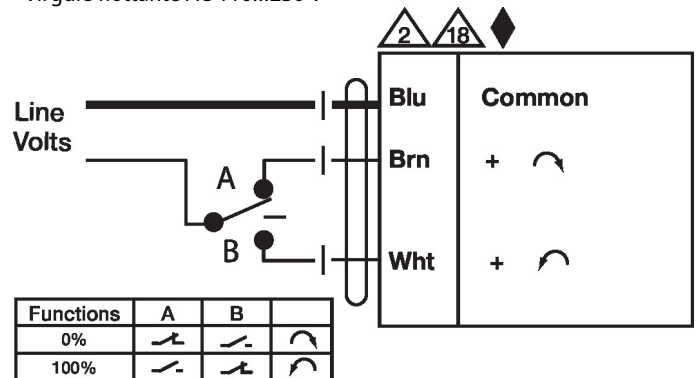 2 18
Line Volts
Blu Common
Brn +
Wht +
A
B
Functions A B
0%
100%